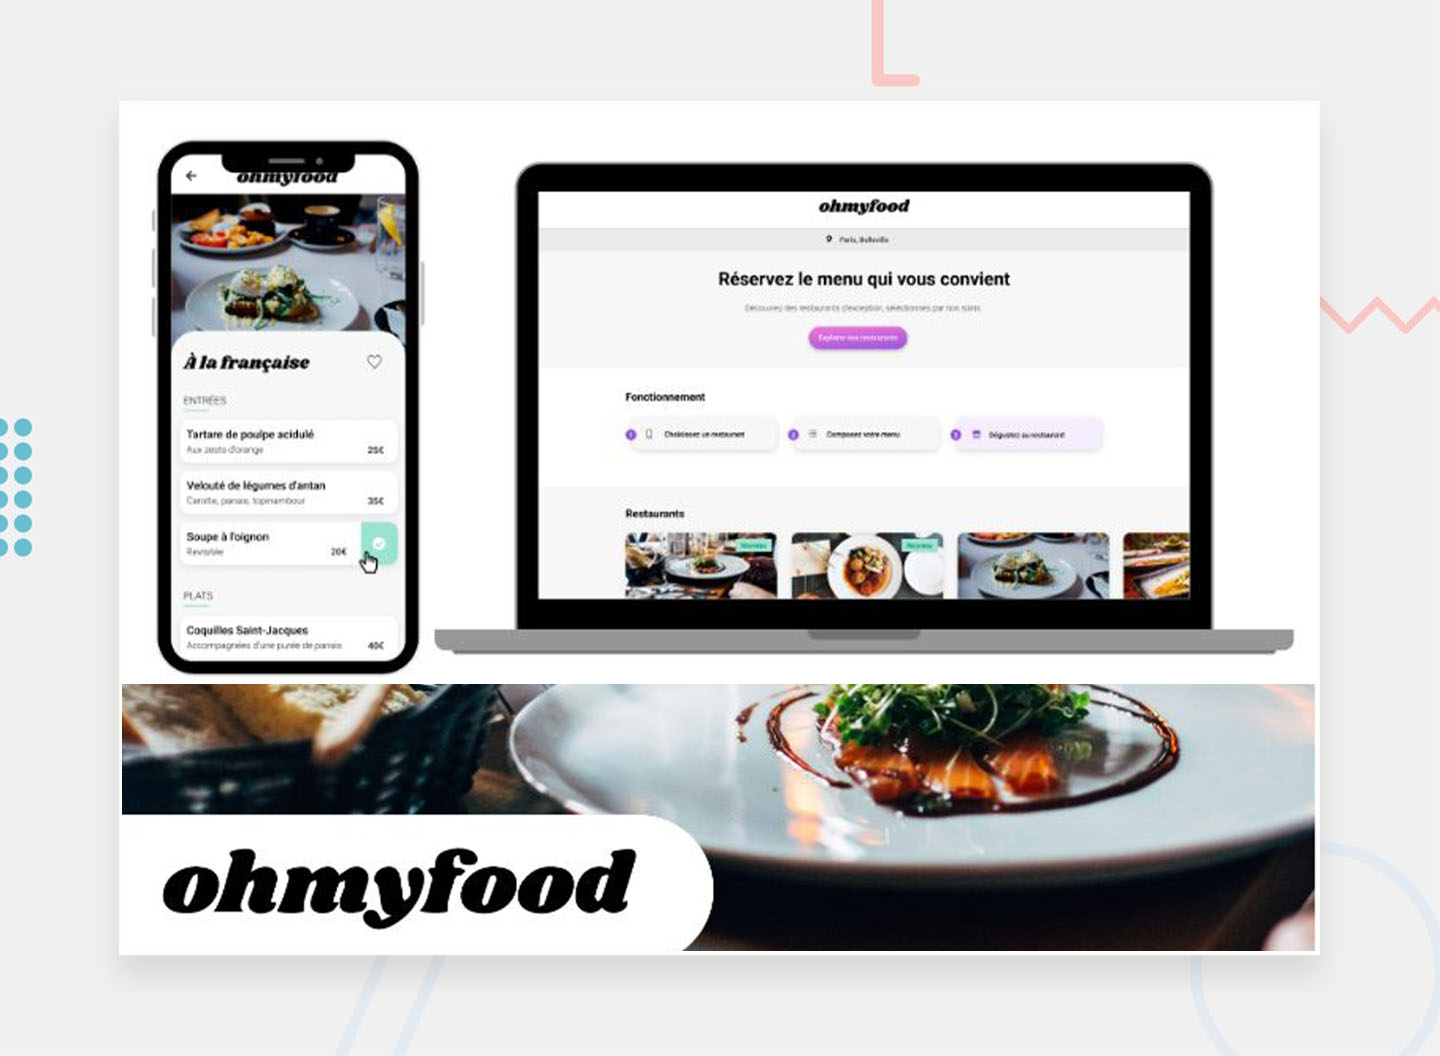 ohmyfood
À la française
ENTRÉES
Tartare de poulpe acidulé
Aux zests d'orange
25€
Velouté de légumes d'antan
Carotte, panais, topinambour
35€
Soupe à l'oignon
Revisitée
20€
PLATS
Coquilles Saint-Jacques
Accompagnées d'une purée de panais
40€
ohmyfood
Paris, Belleville
Réservez le menu qui vous convient
Découvrez des restaurants d'exception, sélectionnés par nos soins.
Explorer nos restaurants
Fonctionnement
1 Choisissez un restaurant
2 Composez votre menu
3 Dégustez au restaurant
Restaurants
Nouveau
Nouveau
ohmyfood